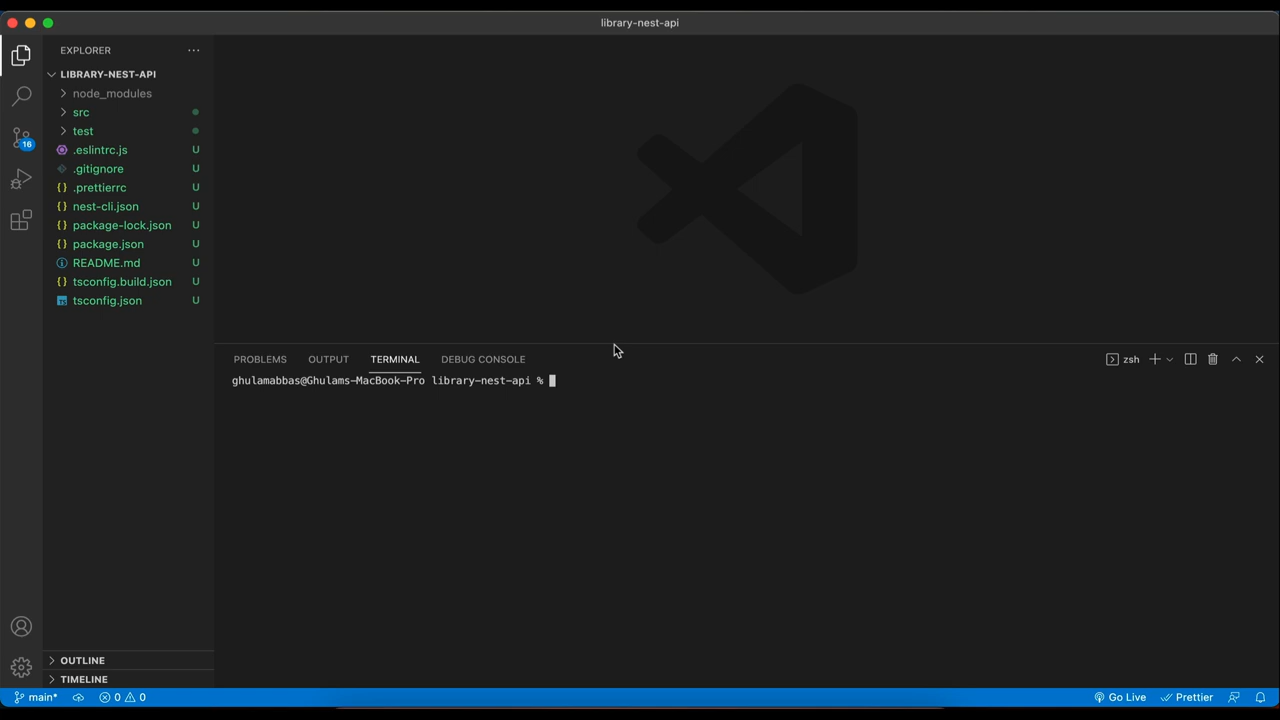 library-nest-api
EXPLORER
LIBRARY-NEST-API
node_modules
src
test
.eslintrc.js U
.gitignore U
.prettierrc U
nest-cli.json U
package-lock.json U
package.json U
README.md U
tsconfig.build.json U
tsconfig.json U
16
PROBLEMS OUTPUT TERMINAL DEBUG CONSOLE zsh
ghulamabbas@Ghulams-MacBook-Pro library-nest-api %
OUTLINE
TIMELINE
main* 0 0 Go Live Prettier